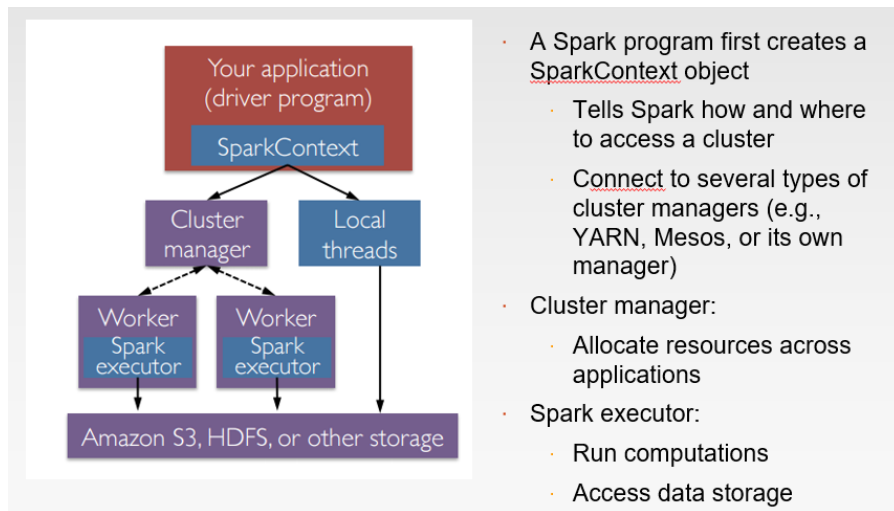 Your application
(driver program)
SparkContext
Cluster
manager
Local
threads
Worker
Spark
executor
Worker
Spark
executor
Amazon S3, HDFS, or other storage
· A Spark program first creates a
SparkContext object
· Tells Spark how and where
to access a cluster
· Connect to several types of
cluster managers (e.g.,
YARN, Mesos, or its own
manager)
· Cluster manager:
· Allocate resources across
applications
· Spark executor:
· Run computations
· Access data storage